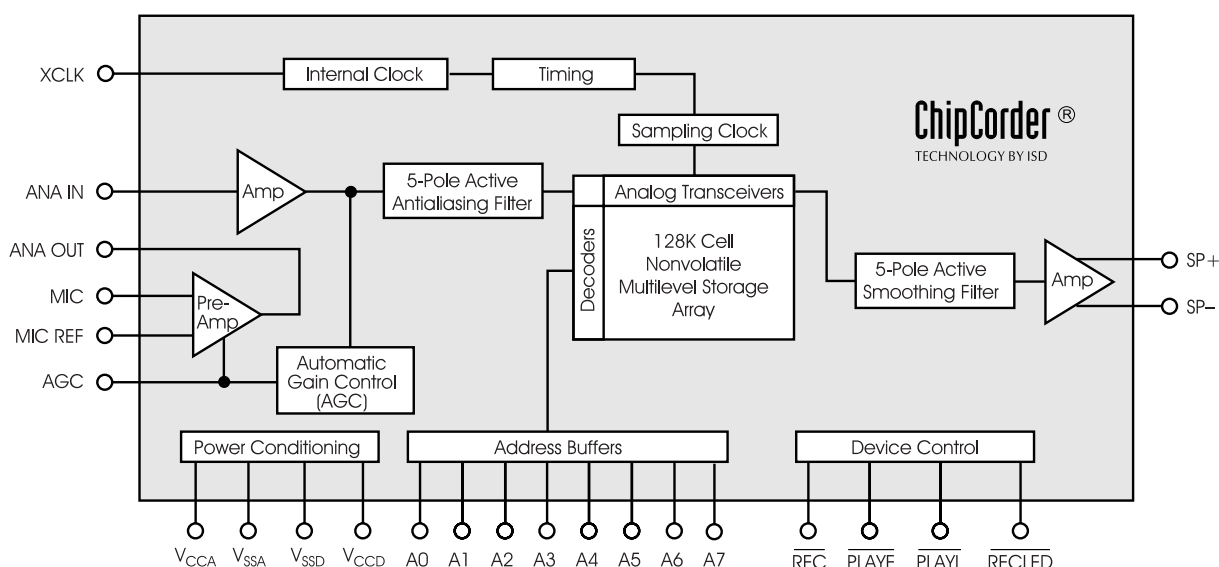 XCLK
Internal Clock
Timing
Sampling Clock
ChipCorder ®
TECHNOLOGY BY ISD
ANA IN
Amp
5-Pole Active
Antialiasing Filter
Analog Transceivers
Decoders
128K Cell
Nonvolatile
Multilevel Storage
Array
ANA OUT
MIC
MIC REF
AGC
Pre-
Amp
Automatic
Gain Control
(AGC)
5-Pole Active
Smoothing Filter
Amp
SP+
SP–
Power Conditioning
Address Buffers
Device Control
VCCA VSSA VSSD VCCD A0 A1 A2 A3 A4 A5 A6 A7 REC PLAYE PLAYL RECLED